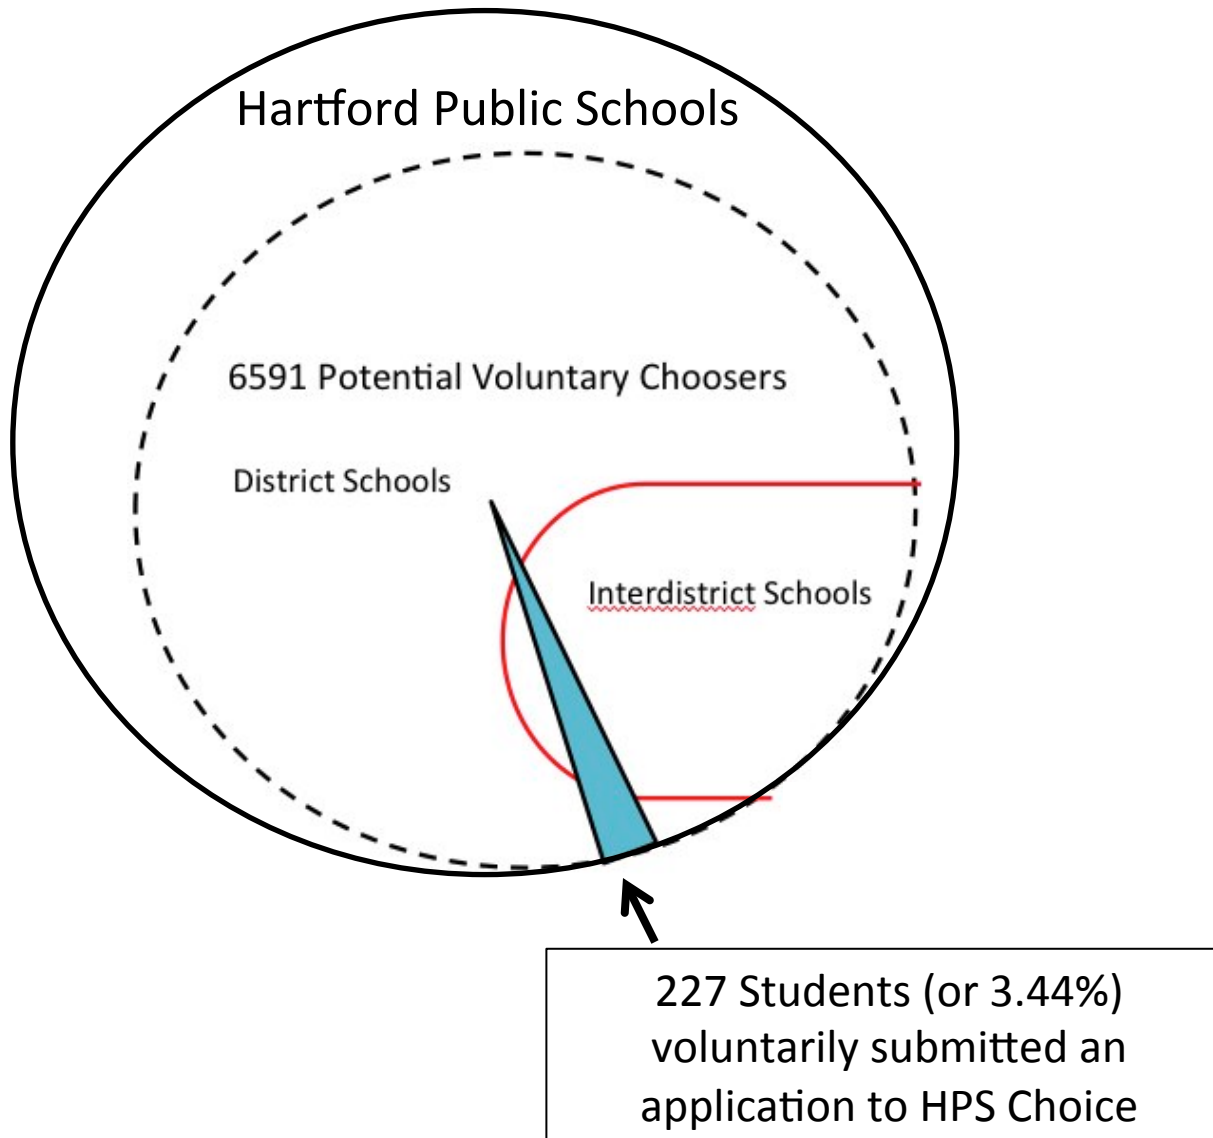 Hartford Public Schools
6591 Potential Voluntary Choosers
District Schools
Interdistrict Schools
227 Students (or 3.44%)
voluntarily submitted an
application to HPS Choice